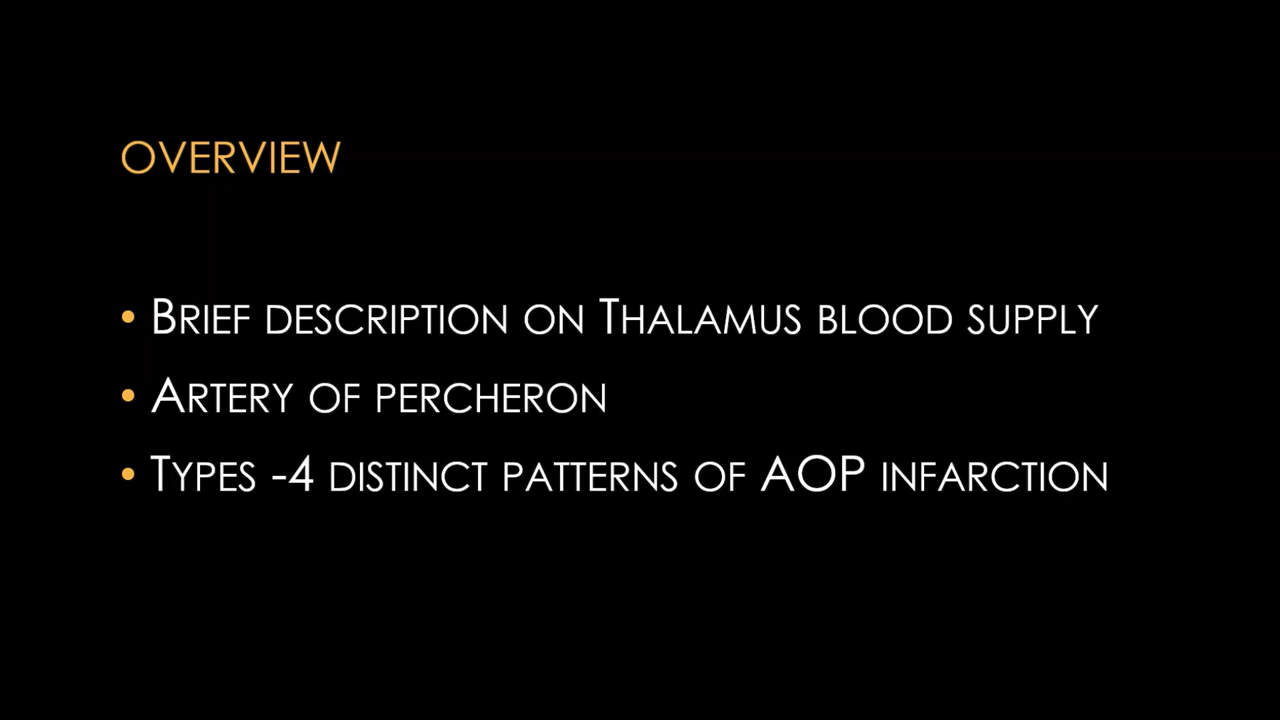 OVERVIEW
• BRIEF DESCRIPTION ON THALAMUS BLOOD SUPPLY
• ARTERY OF PERCHERON
• TYPES -4 DISTINCT PATTERNS OF AOP INFARCTION